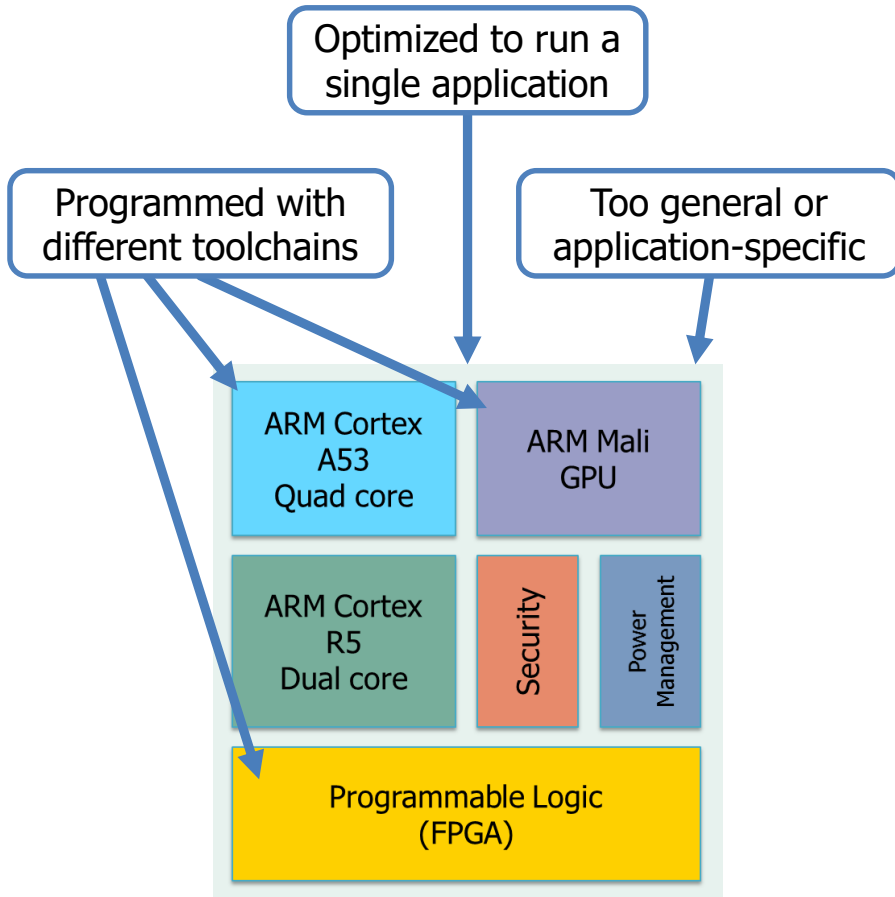 Optimized to run a
single application
Programmed with
different toolchains
Too general or
application-specific
ARM Cortex
A53
Quad core
ARM Mali
GPU
ARM Cortex
R5
Dual core
Security
Power
Management
Programmable Logic
(FPGA)